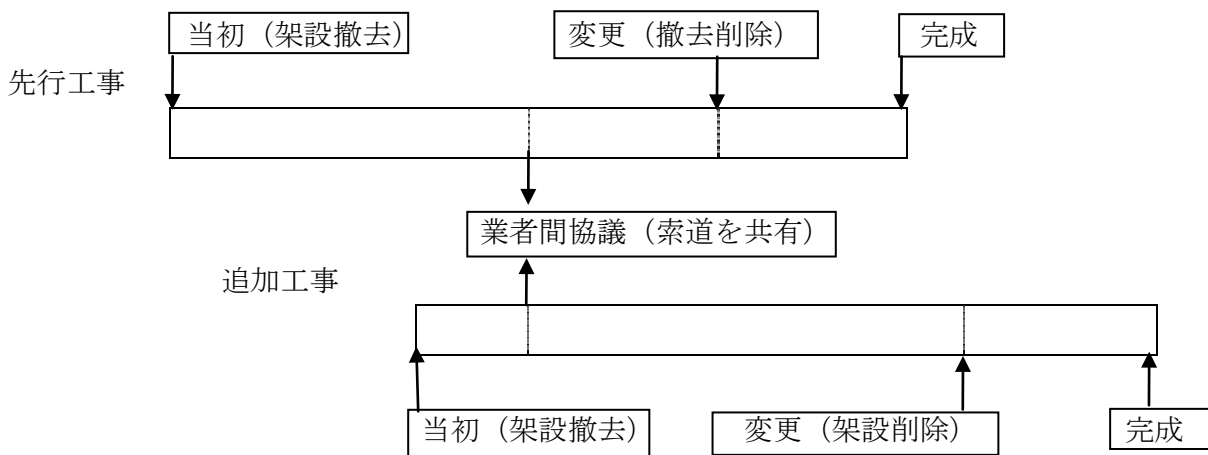 当初（架設撤去）
変更（撤去削除）
完成
先行工事
業者間協議（索道を共有）
追加工事
当初（架設撤去）
変更（架設削除）
完成